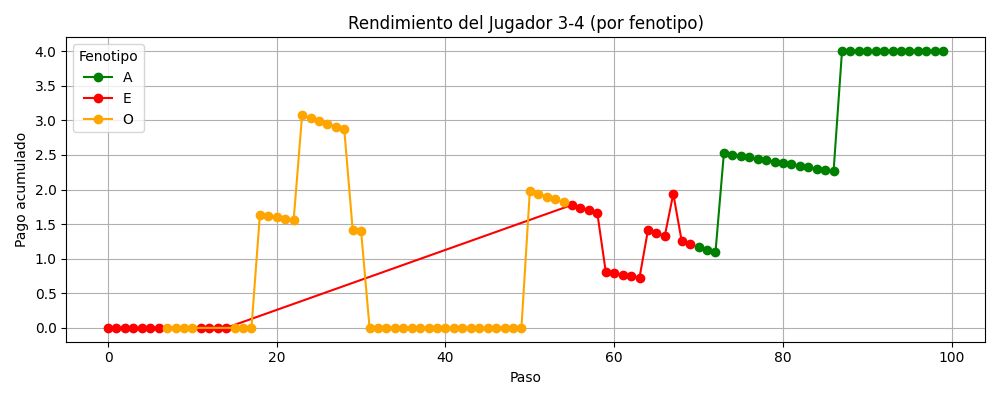 Rendimiento del Jugador 3-4 (por fenotipo)
Pago acumulado
4.0
3.5
3.0
2.5
2.0
1.5
1.0
0.5
0.0
Fenotipo
A
E
O
0 20 40 60 80 100
Paso